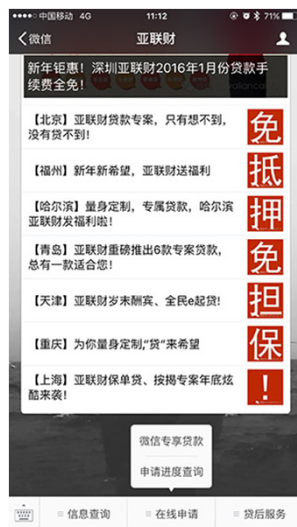 中国移动 4G 11:12 71%
微信 亚联财
新年钜惠！深圳亚联财2016年1月份贷款手
续费全免！
【北京】亚联财贷款专案，只有想不到，
没有贷不到！
免
【福州】新年新希望，亚联财送福利
抵
【哈尔滨】量身定制，专属贷款，哈尔滨
亚联财发福利啦！
押
【青岛】亚联财重磅推出6款专案贷款，
总有一款适合您！
免
【天津】亚联财岁末酬宾、全民e起贷!
担
【重庆】为你量身定制,“贷”来希望
保
【上海】亚联财保单贷、按揭专案年底炫
酷来袭！
！
微信专享贷款
申请进度查询
信息查询 在线申请 贷后服务